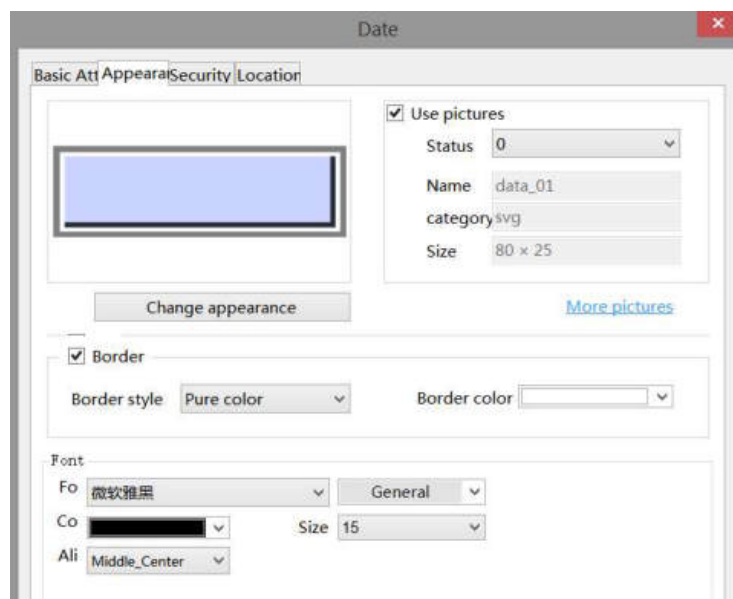 Date
Basic Att Appearan Security Location
Use pictures
Status 0
Name data_01
category svg
Size 80 × 25
Change appearance
More pictures
Border
Border style Pure color
Border color
Font
Fo 微软雅黑 General
Co Size 15
Ali Middle_Center